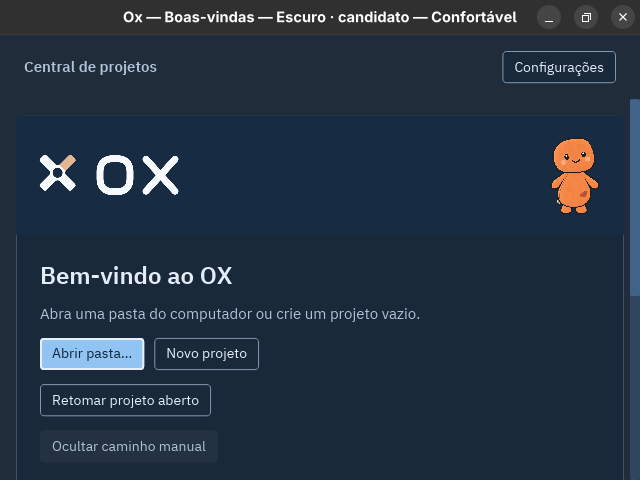 Ox — Boas-vindas — Escuro · candidato — Confortável
Central de projetos
Configurações
OX
Bem-vindo ao OX
Abra uma pasta do computador ou crie um projeto vazio.
Abrir pasta...
Novo projeto
Retomar projeto aberto
Ocultar caminho manual